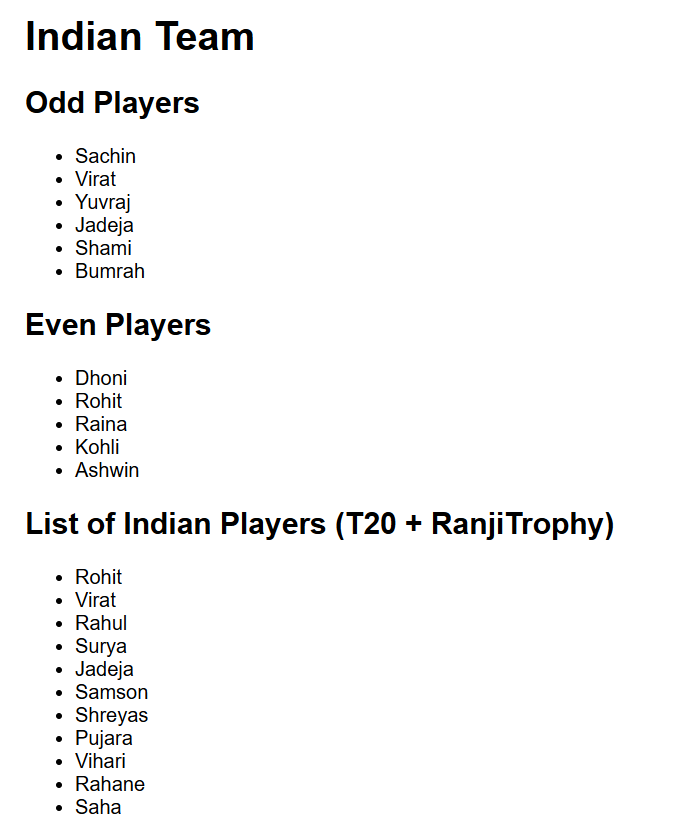 Indian Team
Odd Players
• Sachin
• Virat
• Yuvraj
• Jadeja
• Shami
• Bumrah
Even Players
• Dhoni
• Rohit
• Raina
• Kohli
• Ashwin
List of Indian Players (T20 + RanjiTrophy)
• Rohit
• Virat
• Rahul
• Surya
• Jadeja
• Samson
• Shreyas
• Pujara
• Vihari
• Rahane
• Saha